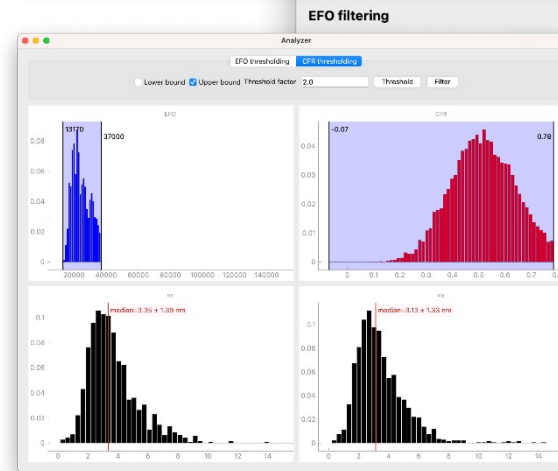 EFO filtering
Analyzer
EFO thresholding CFR thresholding
Lower bound Upper bound Threshold factor 2.0 Threshold Filter
EFO CFR
13170 37000 -0.07 0.78
0.08 0.06 0.04 0.02 0
0.04 0.03 0.02 0.01 0
20000 40000 60000 80000 100000 120000 140000
0 0.1 0.2 0.3 0.4 0.5 0.6 0.7
median=3.35 ± 1.39 nm median=3.13 ± 1.33 nm
0.1 0.08 0.06 0.04 0.02 0
0.1 0.08 0.06 0.04 0.02 0
0 2 4 6 8 10 12 14
0 2 4 6 8 10 12 14